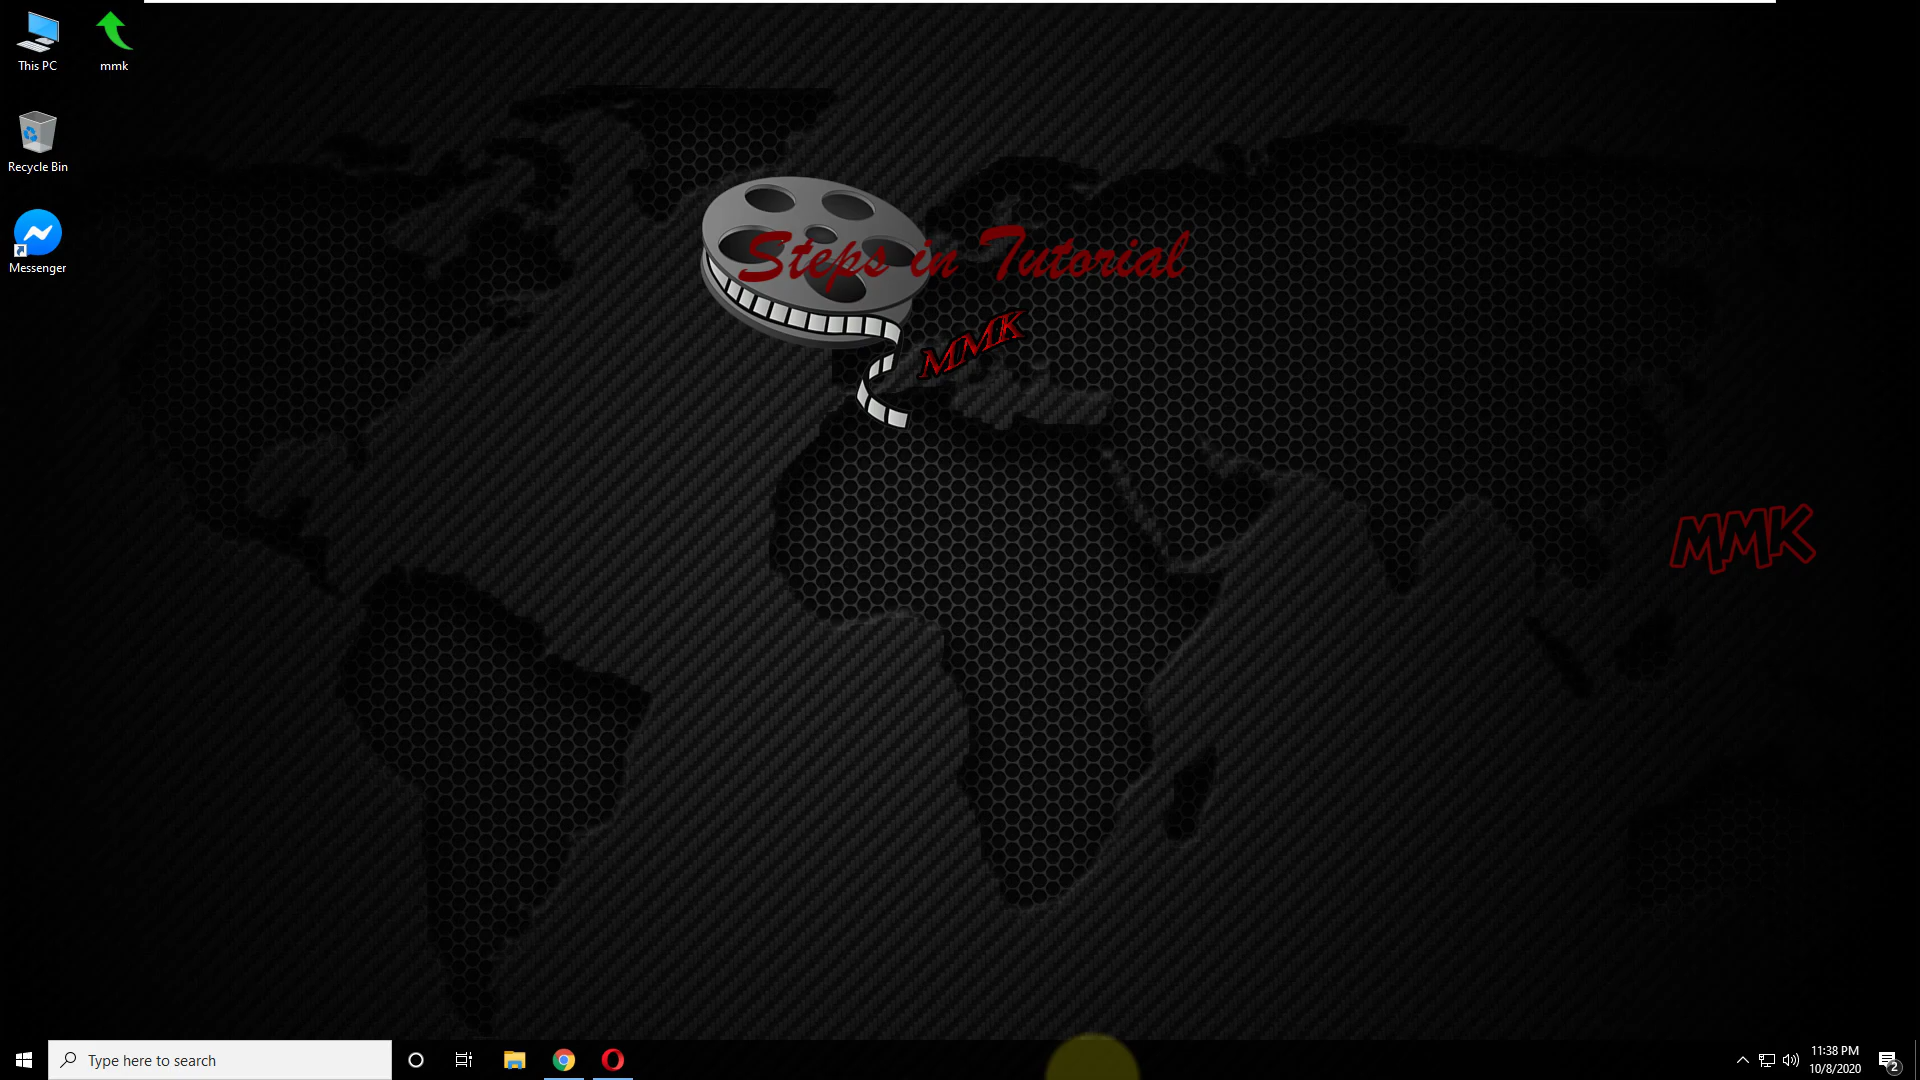 This PC
mmk
Recycle Bin
Messenger
Steps in Tutorial
MMK
MMK
Type here to search
11:38 PM
10/8/2020
2